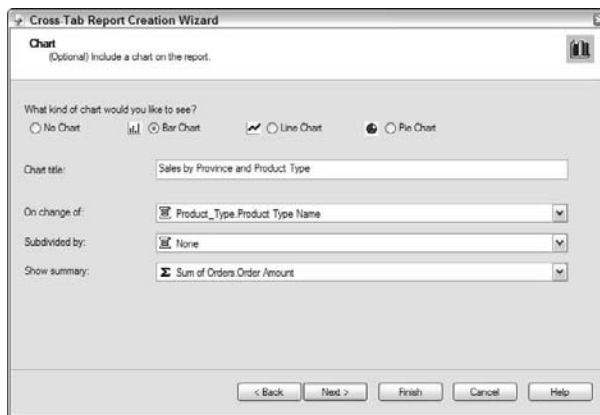 Cross-Tab Report Creation Wizard
Chart
(Optional) Include a chart on the report.
What kind of chart would you like to see?
No Chart Bar Chart Line Chart Pie Chart
Chart title: Sales by Province and Product Type
On change of: Product_Type.Product Type Name
Subdivided by: None
Show summary: Σ Sum of Orders.Order Amount
< Back Next > Finish Cancel Help